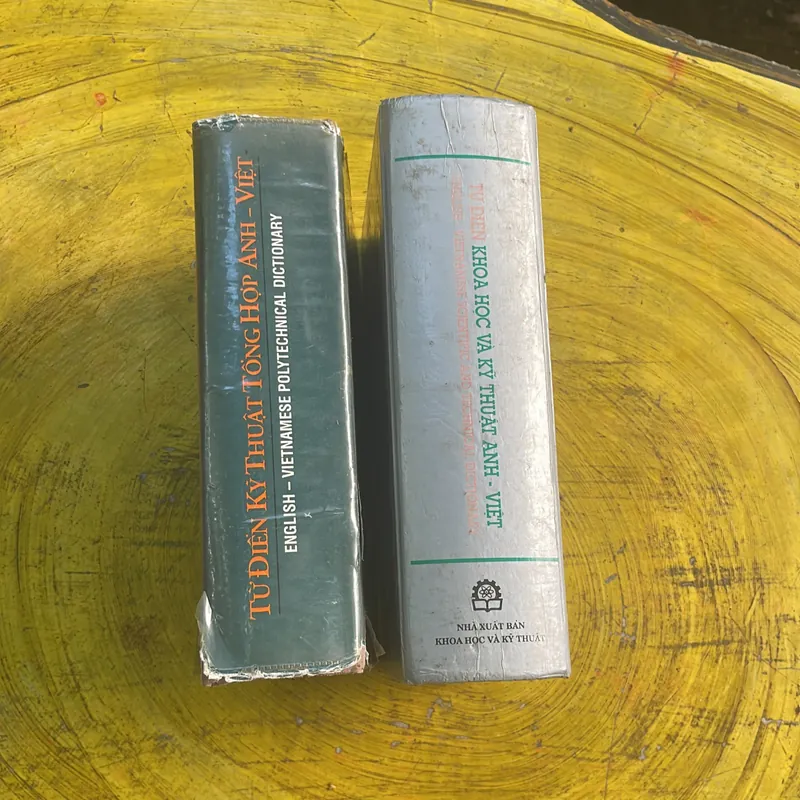 TỪ ĐIỂN KỸ THUẬT TỔNG HỢP ANH – VIỆT
ENGLISH – VIETNAMESE POLYTECHNICAL DICTIONARY
TỪ ĐIỂN KHOA HỌC VÀ KỸ THUẬT ANH - VIỆT
NHÀ XUẤT BẢN
KHOA HỌC VÀ KỸ THUẬT